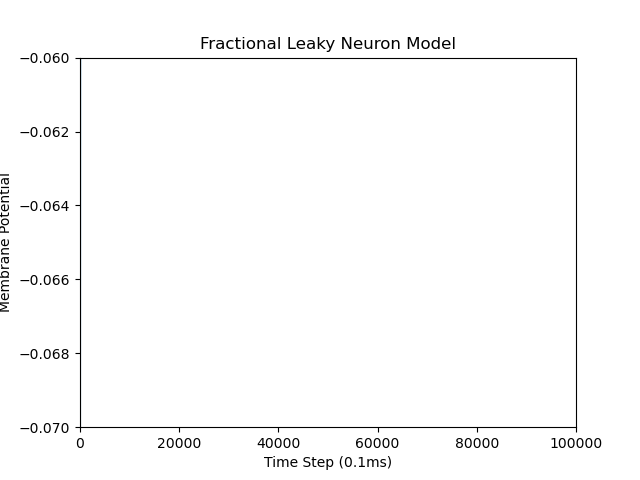 Fractional Leaky Neuron Model
−0.060
−0.062
−0.064
−0.066
−0.068
−0.070
Membrane Potential
0 20000 40000 60000 80000 100000
Time Step (0.1ms)